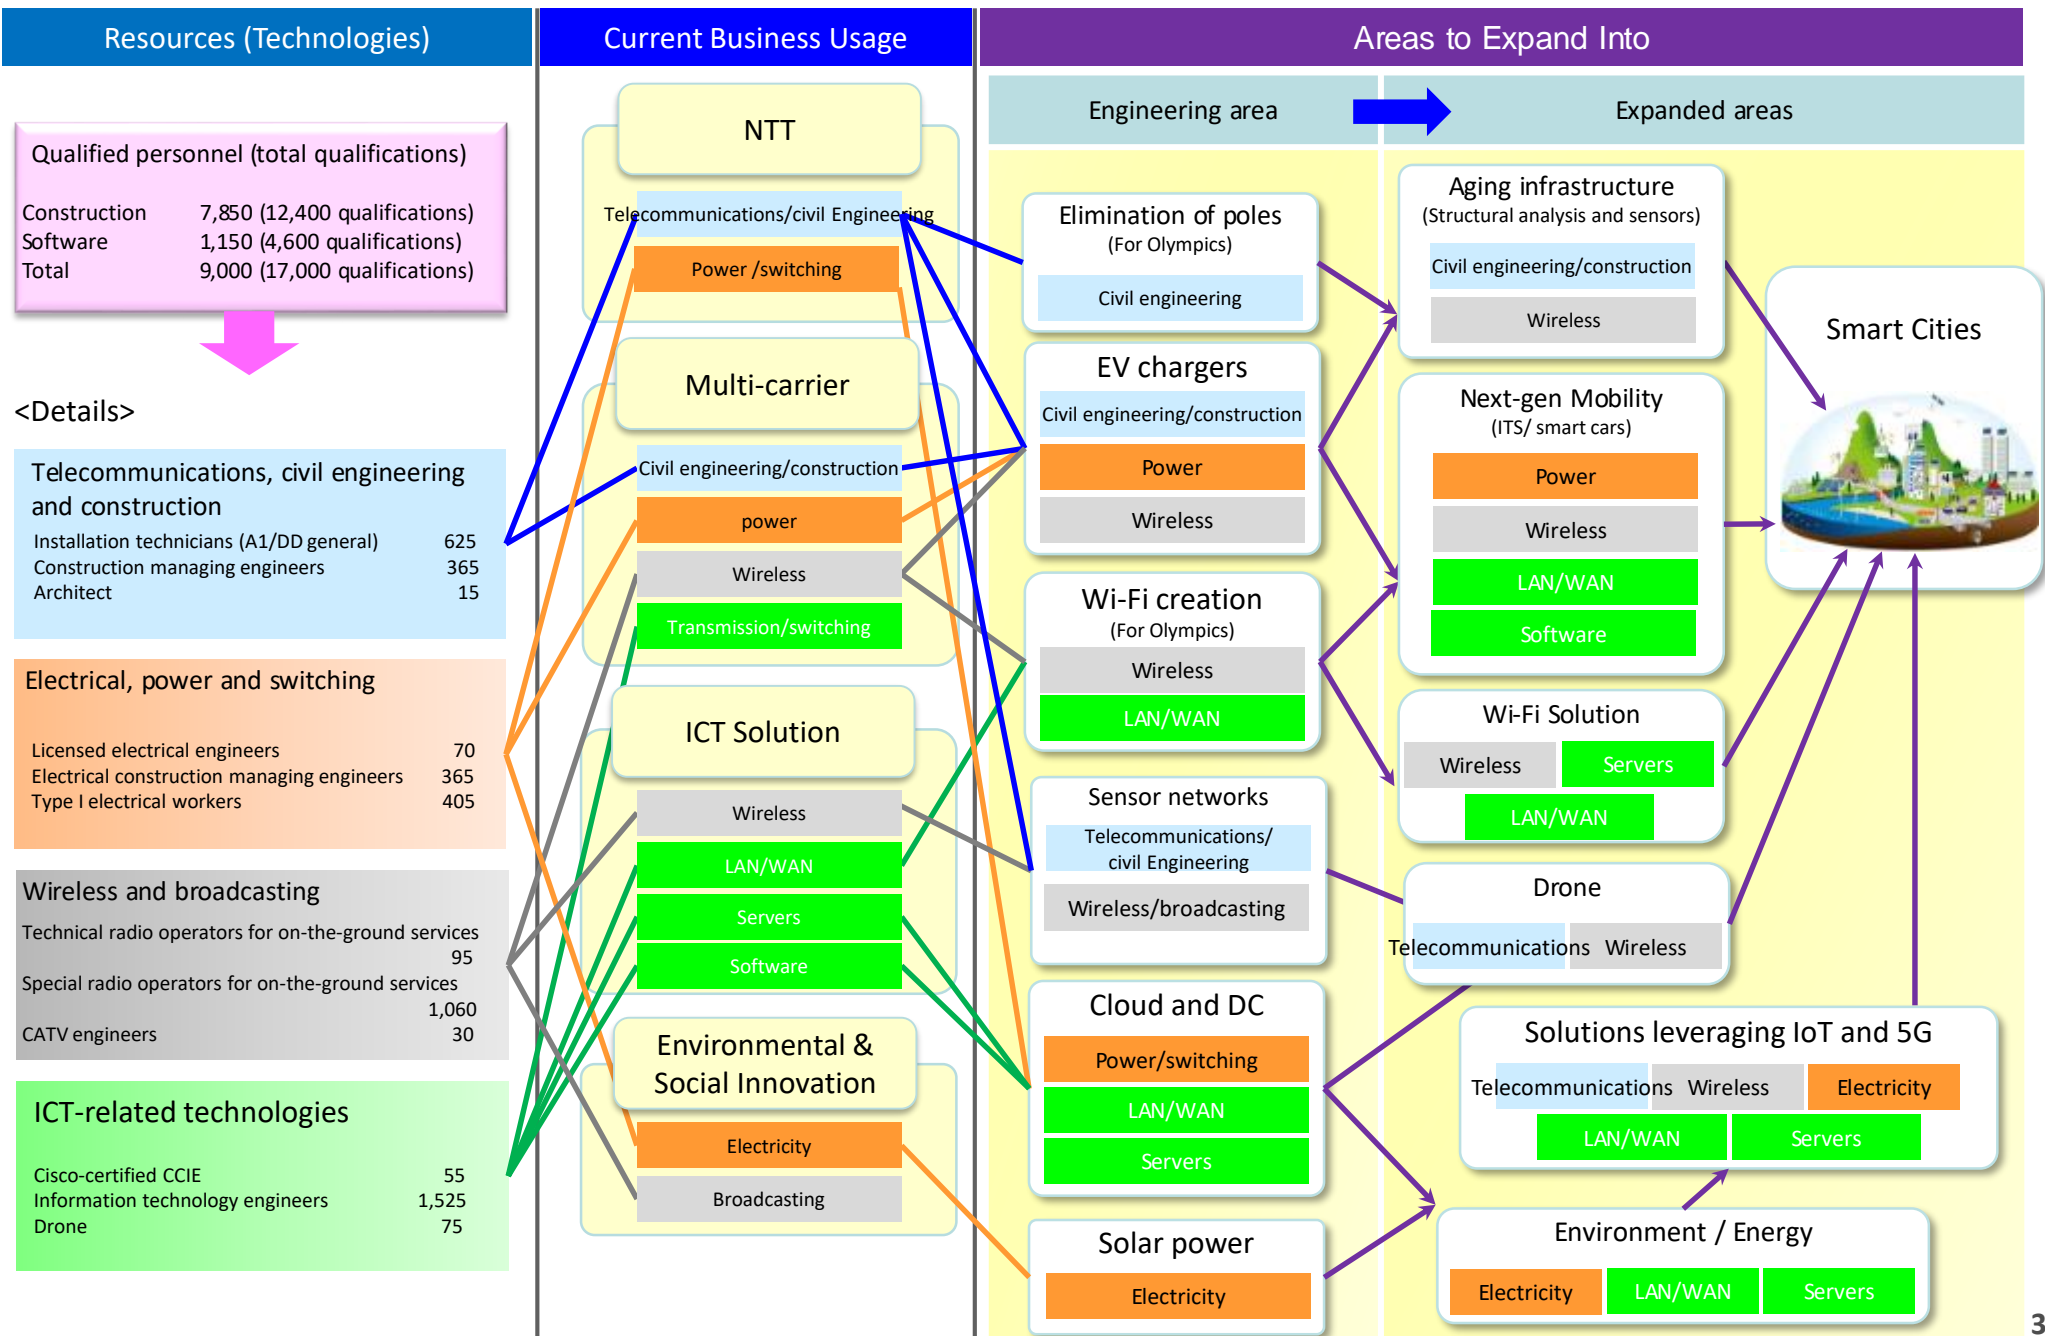 Resources (Technologies)
Current Business Usage
Areas to Expand Into
Engineering area
Expanded areas
Qualified personnel (total qualifications)
Construction 7,850 (12,400 qualifications)
Software 1,150 (4,600 qualifications)
Total 9,000 (17,000 qualifications)
<Details>
Telecommunications, civil engineering
and construction
Installation technicians (A1/DD general) 625
Construction managing engineers 365
Architect 15
Electrical, power and switching
Licensed electrical engineers 70
Electrical construction managing engineers 365
Type I electrical workers 405
Wireless and broadcasting
Technical radio operators for on-the-ground services
95
Special radio operators for on-the-ground services
1,060
CATV engineers 30
ICT-related technologies
Cisco-certified CCIE 55
Information technology engineers 1,525
Drone 75
NTT
Telecommunications/civil Engineering
Power /switching
Multi-carrier
Civil engineering/construction
power
Wireless
Transmission/switching
ICT Solution
Wireless
LAN/WAN
Servers
Software
Environmental &
Social Innovation
Electricity
Broadcasting
Elimination of poles
(For Olympics)
Civil engineering
EV chargers
Civil engineering/construction
Power
Wireless
Wi-Fi creation
(For Olympics)
Wireless
LAN/WAN
Sensor networks
Telecommunications/
civil Engineering
Wireless/broadcasting
Cloud and DC
Power/switching
LAN/WAN
Servers
Solar power
Electricity
Aging infrastructure
(Structural analysis and sensors)
Civil engineering/construction
Wireless
Next-gen Mobility
(ITS/ smart cars)
Power
Wireless
LAN/WAN
Software
Wi-Fi Solution
Wireless Servers
LAN/WAN
Drone
Telecommunications Wireless
Solutions leveraging IoT and 5G
Telecommunications Wireless Electricity
LAN/WAN Servers
Environment / Energy
Electricity LAN/WAN Servers
Smart Cities
3